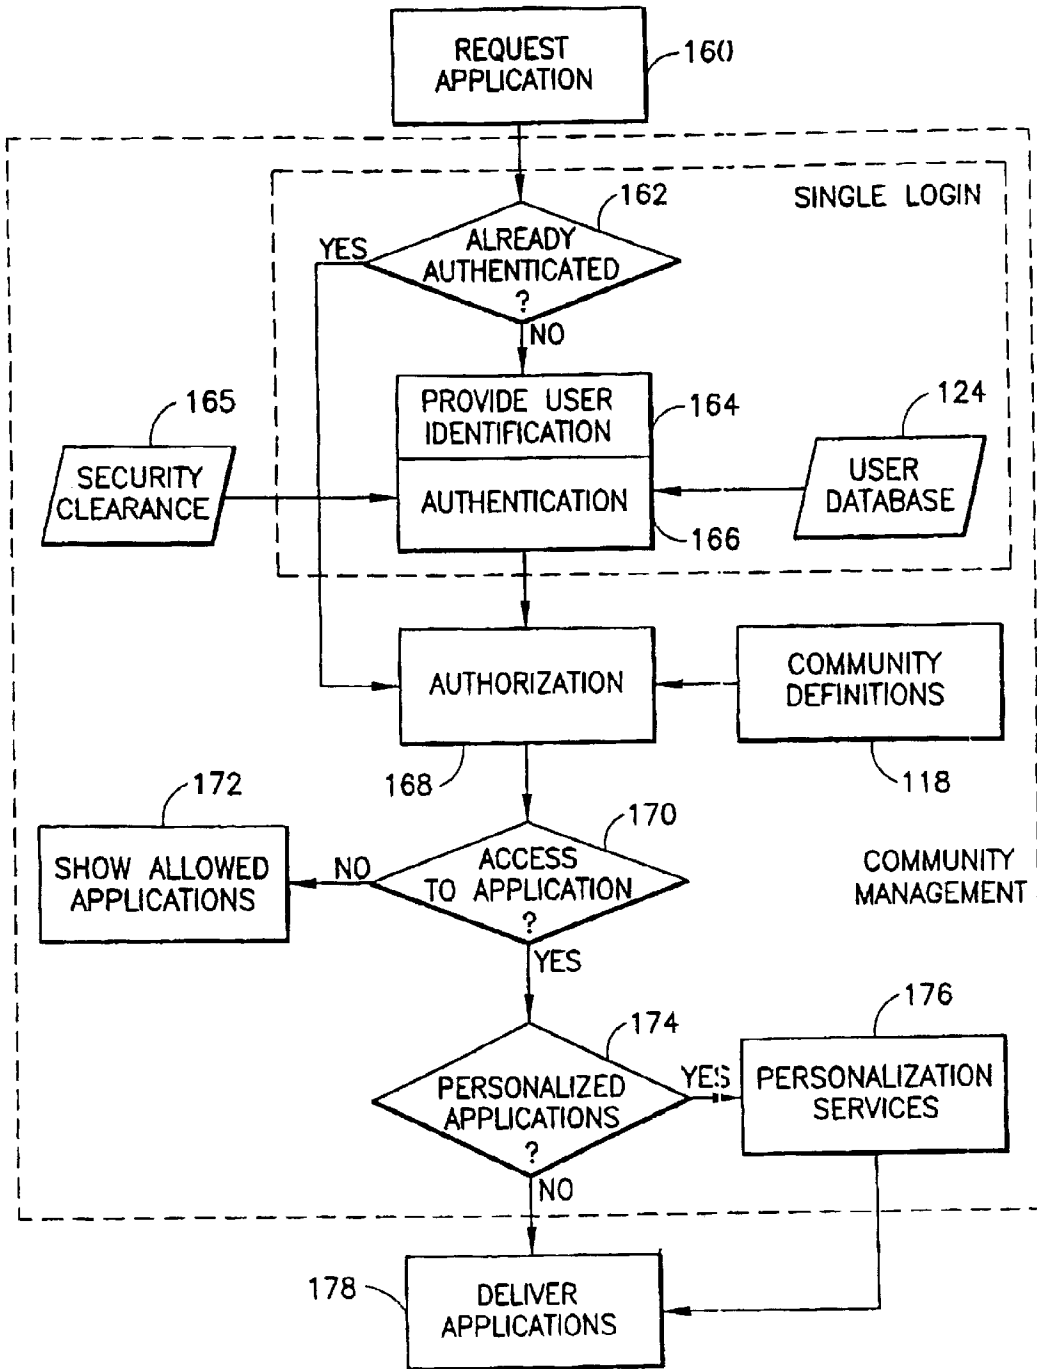 REQUEST
APPLICATION
160
SINGLE LOGIN
162
YES
ALREADY
AUTHENTICATED
?
NO
165
SECURITY
CLEARANCE
PROVIDE USER
IDENTIFICATION
164
AUTHENTICATION
166
124
USER
DATABASE
AUTHORIZATION
168
COMMUNITY
DEFINITIONS
118
172
SHOW ALLOWED
APPLICATIONS
NO
170
ACCESS
TO APPLICATION
?
YES
COMMUNITY
MANAGEMENT
174
PERSONALIZED
APPLICATIONS
?
YES
NO
176
PERSONALIZATION
SERVICES
178
DELIVER
APPLICATIONS